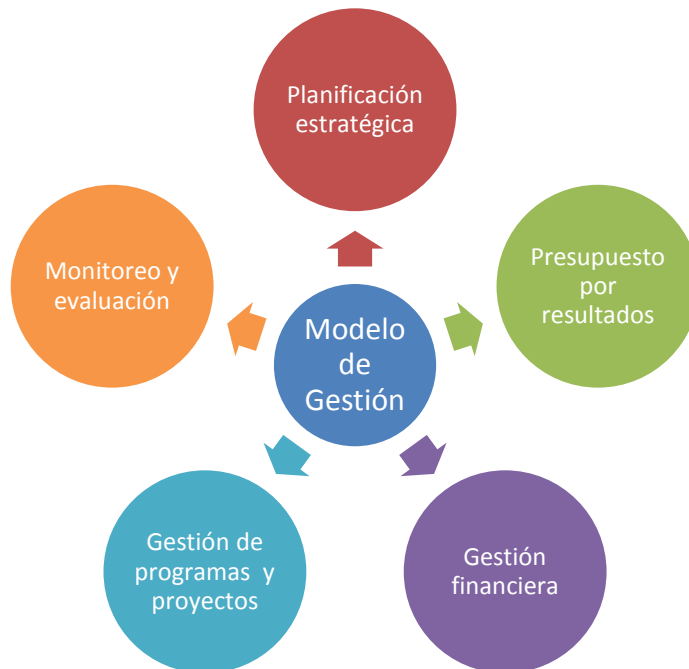 Planificación
estratégica
Presupuesto
por
resultados
Gestión
financiera
Gestión de
programas y
proyectos
Monitoreo y
evaluación
Modelo
de
Gestión